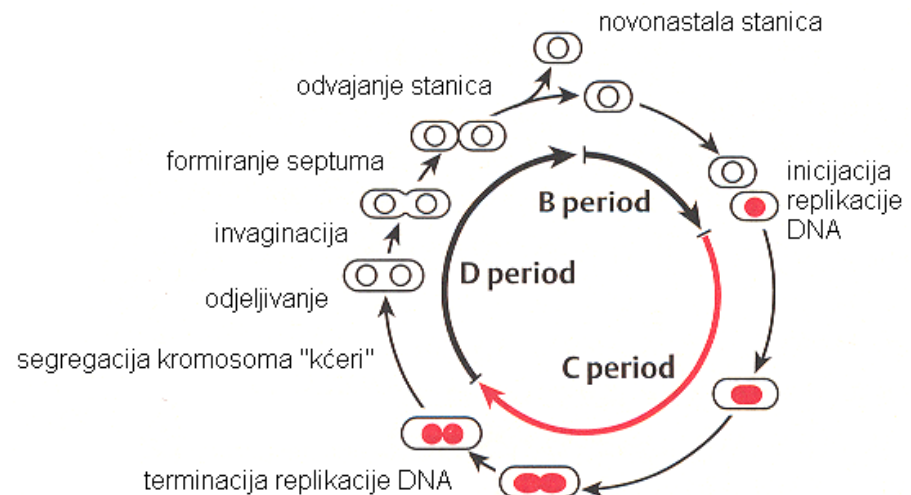 novonastala stanica
odvajanje stanica
formiranje septuma
invaginacija
odjeljivanje
segregacija kromosoma "kćeri"
terminacija replikacije DNA
inicijacija
replikacije
DNA
B period
D period
C period